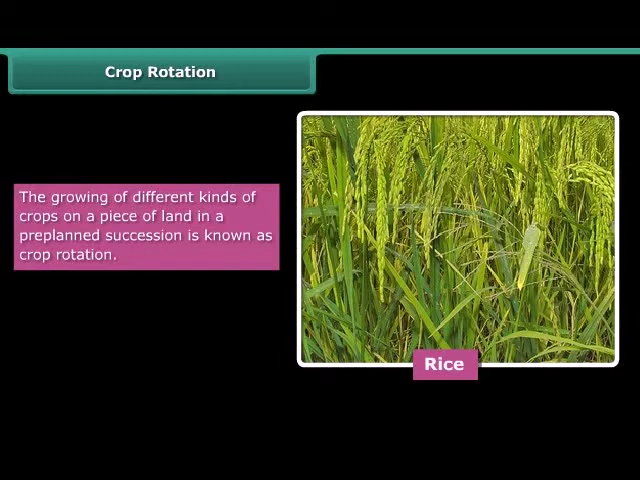 Crop Rotation
The growing of different kinds of
crops on a piece of land in a
preplanned succession is known as
crop rotation.
Rice